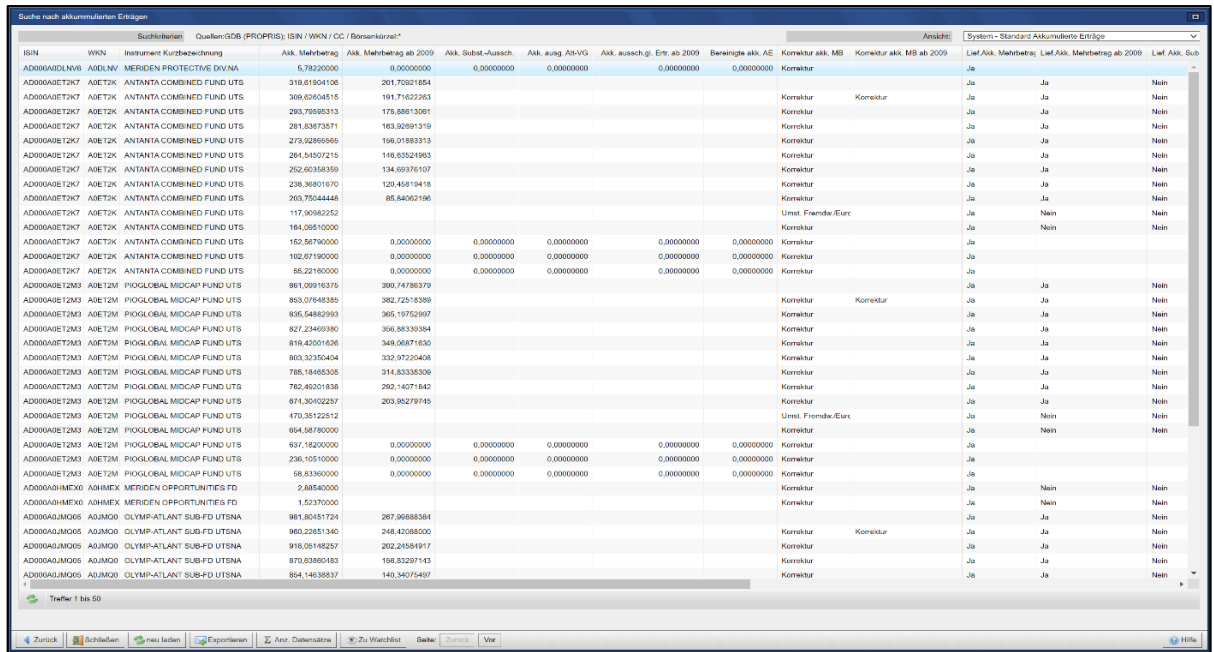 Suche nach akkummulierten Erträgen
Suchkriterien Quellen:GDB (PROPRIS); ISIN / WKN / CC / Börsenkürzel:* Ansicht: System - Standard Akkumulierte Erträge
ISIN WKN Instrument Kurzbezeichnung Akk. Mehrbetrag Akk. Mehrbetrag ab 2009 Akk. Subst.-Aussch. Akk. ausg. Alt-VG Akk. aussch.gl. Ertr. ab 2009 Bereinigte akk. AE Korrektur akk. MB Korrektur akk. MB ab 2009 Lief.Akk. Mehrbetrag Lief.Akk. Mehrbetrag ab 2009 Lief. Akk. Sub
AD000A0DLNV6 A0DLNV MERIDEN PROTECTIVE DIV.NA 5,78220000 0,00000000 0,00000000 0,00000000 0,00000000 0,00000000 Korrektur Ja
AD000A0ET2K7 A0ET2K ANTANTA COMBINED FUND UTS 319,61904106 201,70921854 Ja Ja Nein
AD000A0ET2K7 A0ET2K ANTANTA COMBINED FUND UTS 309,62604515 191,71622263 Korrektur Korrektur Ja Ja Nein
AD000A0ET2K7 A0ET2K ANTANTA COMBINED FUND UTS 293,79595313 175,88613061 Korrektur Ja Ja Nein
AD000A0ET2K7 A0ET2K ANTANTA COMBINED FUND UTS 281,83673571 163,92691319 Korrektur Ja Ja Nein
AD000A0ET2K7 A0ET2K ANTANTA COMBINED FUND UTS 273,92865565 156,01883313 Korrektur Ja Ja Nein
AD000A0ET2K7 A0ET2K ANTANTA COMBINED FUND UTS 264,54507215 146,63524963 Korrektur Ja Ja Nein
AD000A0ET2K7 A0ET2K ANTANTA COMBINED FUND UTS 252,60358359 134,69376107 Korrektur Ja Ja Nein
AD000A0ET2K7 A0ET2K ANTANTA COMBINED FUND UTS 238,36801670 120,45819418 Korrektur Ja Ja Nein
AD000A0ET2K7 A0ET2K ANTANTA COMBINED FUND UTS 203,75044448 85,84062196 Korrektur Ja Ja Nein
AD000A0ET2K7 A0ET2K ANTANTA COMBINED FUND UTS 117,90982252 Umst. Fremdw./Eurc Ja Nein Nein
AD000A0ET2K7 A0ET2K ANTANTA COMBINED FUND UTS 164,09510000 Korrektur Ja Nein Nein
AD000A0ET2K7 A0ET2K ANTANTA COMBINED FUND UTS 152,56790000 0,00000000 0,00000000 0,00000000 0,00000000 0,00000000 Korrektur Ja
AD000A0ET2K7 A0ET2K ANTANTA COMBINED FUND UTS 102,67190000 0,00000000 0,00000000 0,00000000 0,00000000 0,00000000 Korrektur Ja
AD000A0ET2K7 A0ET2K ANTANTA COMBINED FUND UTS 55,22160000 0,00000000 0,00000000 0,00000000 0,00000000 0,00000000 Korrektur Ja
AD000A0ET2M3 A0ET2M PIOGLOBAL MIDCAP FUND UTS 861,09916375 390,74786379 Ja Ja Nein
AD000A0ET2M3 A0ET2M PIOGLOBAL MIDCAP FUND UTS 853,07648385 382,72518389 Korrektur Korrektur Ja Ja Nein
AD000A0ET2M3 A0ET2M PIOGLOBAL MIDCAP FUND UTS 835,54882993 365,19752997 Korrektur Ja Ja Nein
AD000A0ET2M3 A0ET2M PIOGLOBAL MIDCAP FUND UTS 827,23469380 356,88339384 Korrektur Ja Ja Nein
AD000A0ET2M3 A0ET2M PIOGLOBAL MIDCAP FUND UTS 819,42001626 349,06871630 Korrektur Ja Ja Nein
AD000A0ET2M3 A0ET2M PIOGLOBAL MIDCAP FUND UTS 803,32350404 332,97220408 Korrektur Ja Ja Nein
AD000A0ET2M3 A0ET2M PIOGLOBAL MIDCAP FUND UTS 785,18465305 314,83335309 Korrektur Ja Ja Nein
AD000A0ET2M3 A0ET2M PIOGLOBAL MIDCAP FUND UTS 762,49201838 292,14071842 Korrektur Ja Ja Nein
AD000A0ET2M3 A0ET2M PIOGLOBAL MIDCAP FUND UTS 674,30402257 203,95279745 Korrektur Ja Ja Nein
AD000A0ET2M3 A0ET2M PIOGLOBAL MIDCAP FUND UTS 470,35122512 Umst. Fremdw./Eurc Ja Nein Nein
AD000A0ET2M3 A0ET2M PIOGLOBAL MIDCAP FUND UTS 654,58780000 Korrektur Ja Nein Nein
AD000A0ET2M3 A0ET2M PIOGLOBAL MIDCAP FUND UTS 637,18200000 0,00000000 0,00000000 0,00000000 0,00000000 0,00000000 Korrektur Ja
AD000A0ET2M3 A0ET2M PIOGLOBAL MIDCAP FUND UTS 236,10510000 0,00000000 0,00000000 0,00000000 0,00000000 0,00000000 Korrektur Ja
AD000A0ET2M3 A0ET2M PIOGLOBAL MIDCAP FUND UTS 58,83360000 0,00000000 0,00000000 0,00000000 0,00000000 0,00000000 Korrektur Ja
AD000A0HMEX0 A0HMEX MERIDEN OPPORTUNITIES FD 2,88540000 Ja Nein Nein
AD000A0HMEX0 A0HMEX MERIDEN OPPORTUNITIES FD 1,52370000 Korrektur Ja Nein Nein
AD000A0JMQ05 A0JMQ0 OLYMP-ATLANT SUB-FD UTSNA 981,80451724 267,99888384 Ja Ja Nein
AD000A0JMQ05 A0JMQ0 OLYMP-ATLANT SUB-FD UTSNA 960,22651340 246,42088000 Korrektur Korrektur Ja Ja Nein
AD000A0JMQ05 A0JMQ0 OLYMP-ATLANT SUB-FD UTSNA 916,05148257 202,24584917 Korrektur Ja Ja Nein
AD000A0JMQ05 A0JMQ0 OLYMP-ATLANT SUB-FD UTSNA 870,63860483 156,83297143 Korrektur Ja Ja Nein
AD000A0JMQ05 A0JMQ0 OLYMP-ATLANT SUB-FD UTSNA 854,14638837 140,34075497 Korrektur Ja Ja Nein
Treffer 1 bis 50
Zurück Schließen neu laden Exportieren Anz. Datensätze Zu Watchlist Seite: Zurück Vor Hilfe